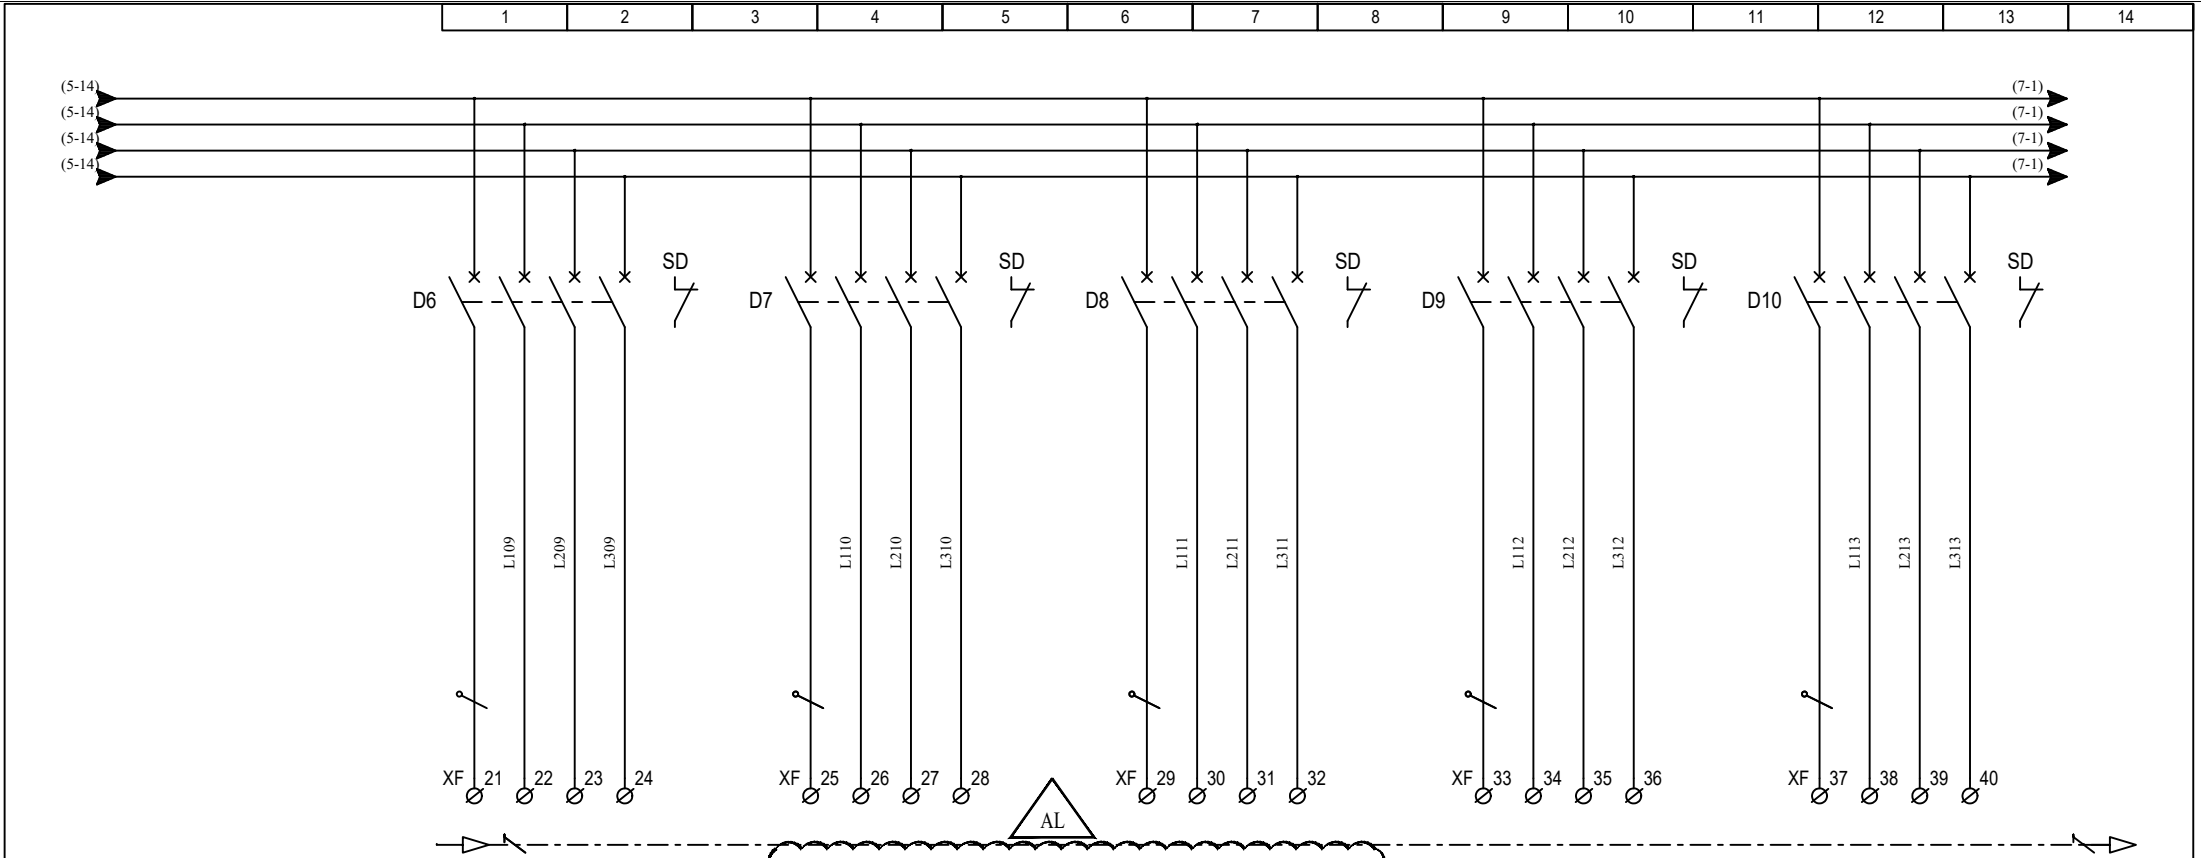 1 2 3 4 5 6 7 8 9 10 11 12 13 14
(5-14) (7-1)
(5-14) (7-1)
(5-14) (7-1)
(5-14) (7-1)
SD SD SD SD SD
D6 D7 D8 D9 D10
L109 L209 L309 L110 L210 L310 L111 L211 L311 L112 L212 L312 L113 L213 L313
XF 21 22 23 24 XF 25 26 27 28 XF 29 30 31 32 XF 33 34 35 36 XF 37 38 39 40
AL